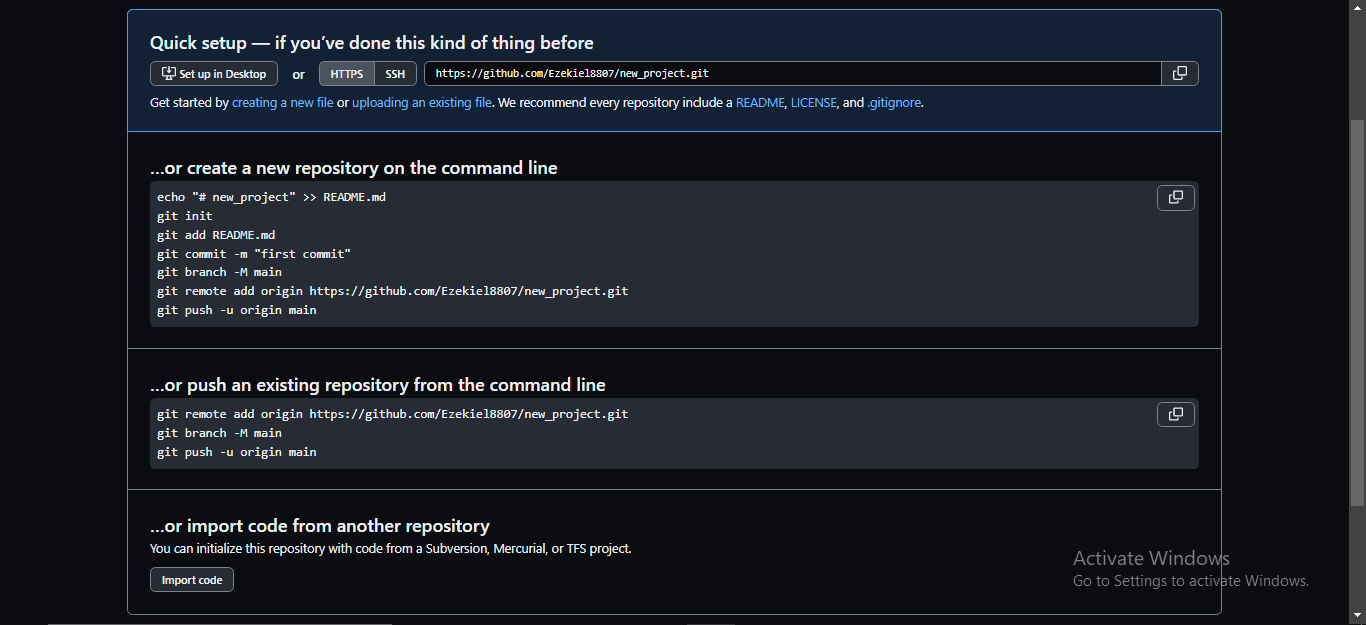 Quick setup — if you've done this kind of thing before
Set up in Desktop or HTTPS SSH https://github.com/Ezekiel8807/new_project.git
Get started by creating a new file or uploading an existing file. We recommend every repository include a README, LICENSE, and .gitignore.
…or create a new repository on the command line
echo "# new_project" >> README.md
git init
git add README.md
git commit -m "first commit"
git branch -M main
git remote add origin https://github.com/Ezekiel8807/new_project.git
git push -u origin main
…or push an existing repository from the command line
git remote add origin https://github.com/Ezekiel8807/new_project.git
git branch -M main
git push -u origin main
…or import code from another repository
You can initialize this repository with code from a Subversion, Mercurial, or TFS project.
Import code
Activate Windows
Go to Settings to activate Windows.